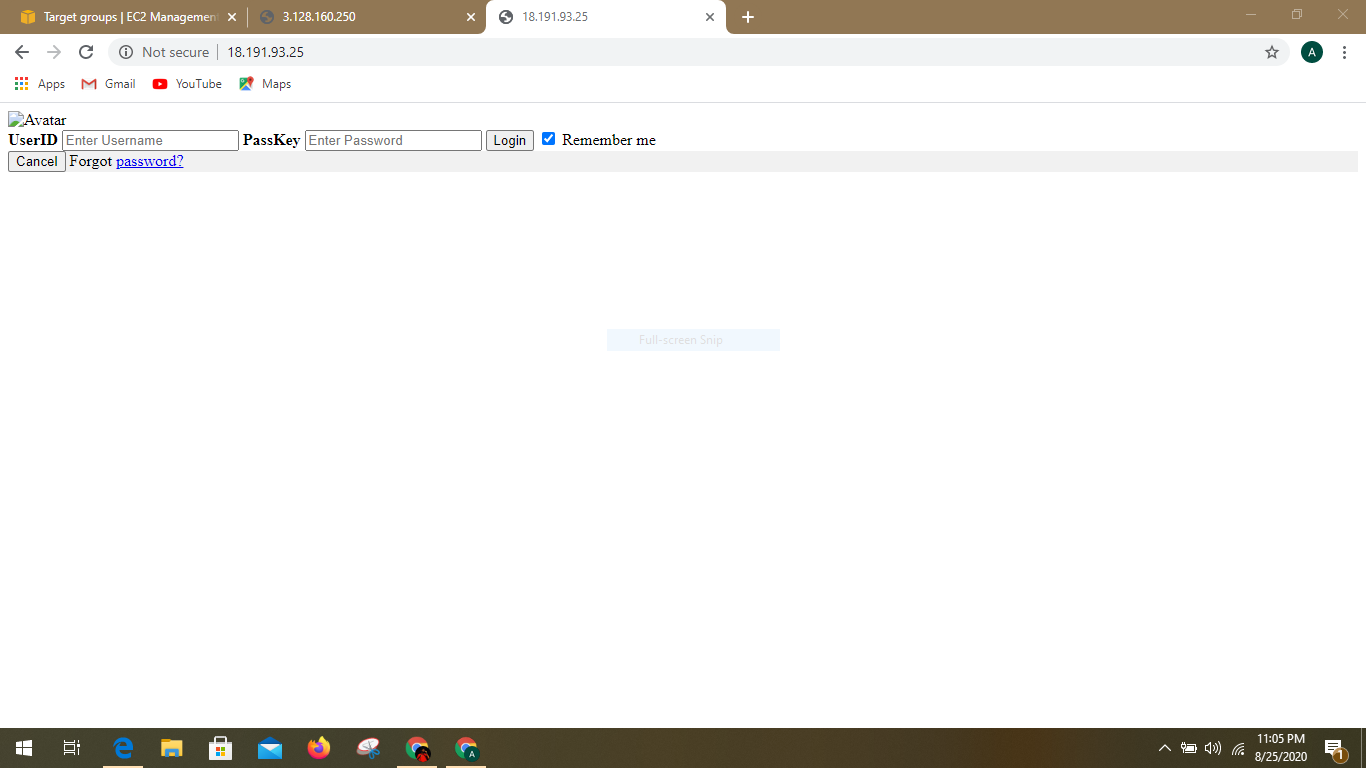 Target groups | EC2 Management
3.128.160.250
18.191.93.25
Not secure
18.191.93.25
A
Apps
Gmail
YouTube
Maps
Avatar
UserID Enter Username PassKey Enter Password Login Remember me
Cancel Forgot password?
Full-screen Snip
A
11:05 PM
8/25/2020
1